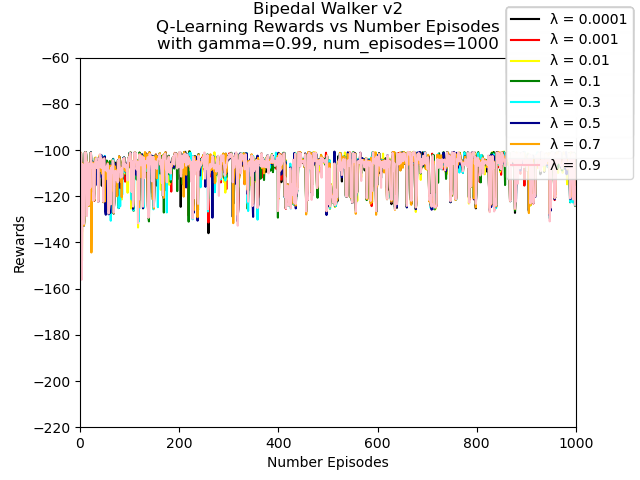 Bipedal Walker v2
Q-Learning Rewards vs Number Episodes
with gamma=0.99, num_episodes=1000
λ = 0.0001
λ = 0.001
λ = 0.01
λ = 0.1
λ = 0.3
λ = 0.5
λ = 0.7
λ = 0.9
−60
−80
−100
−120
−140
−160
−180
−200
−220
Rewards
0
200
400
600
800
1000
Number Episodes